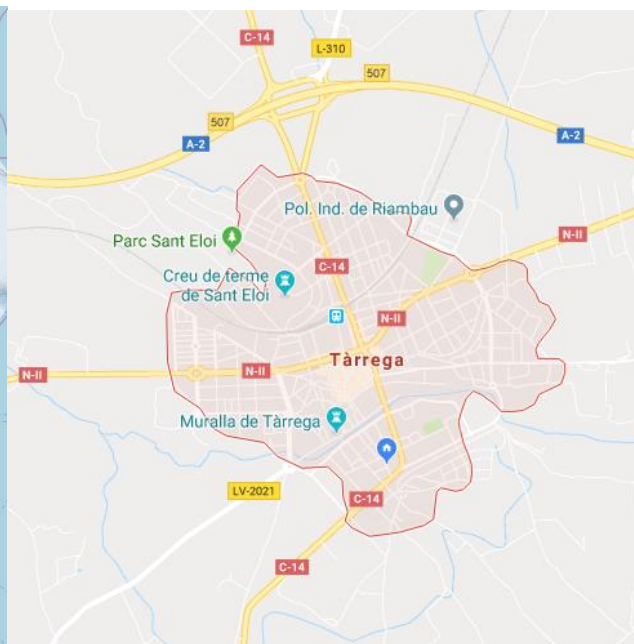 C-14
L-310
507
507
A-2
A-2
Pol. Ind. de Riambau
Parc Sant Eloi
N-II
C-14
Creu de terme
de Sant Eloi
N-II
Tàrrega
N-II
N-II
Muralla de Tàrrega
LV-2021
C-14
C-14